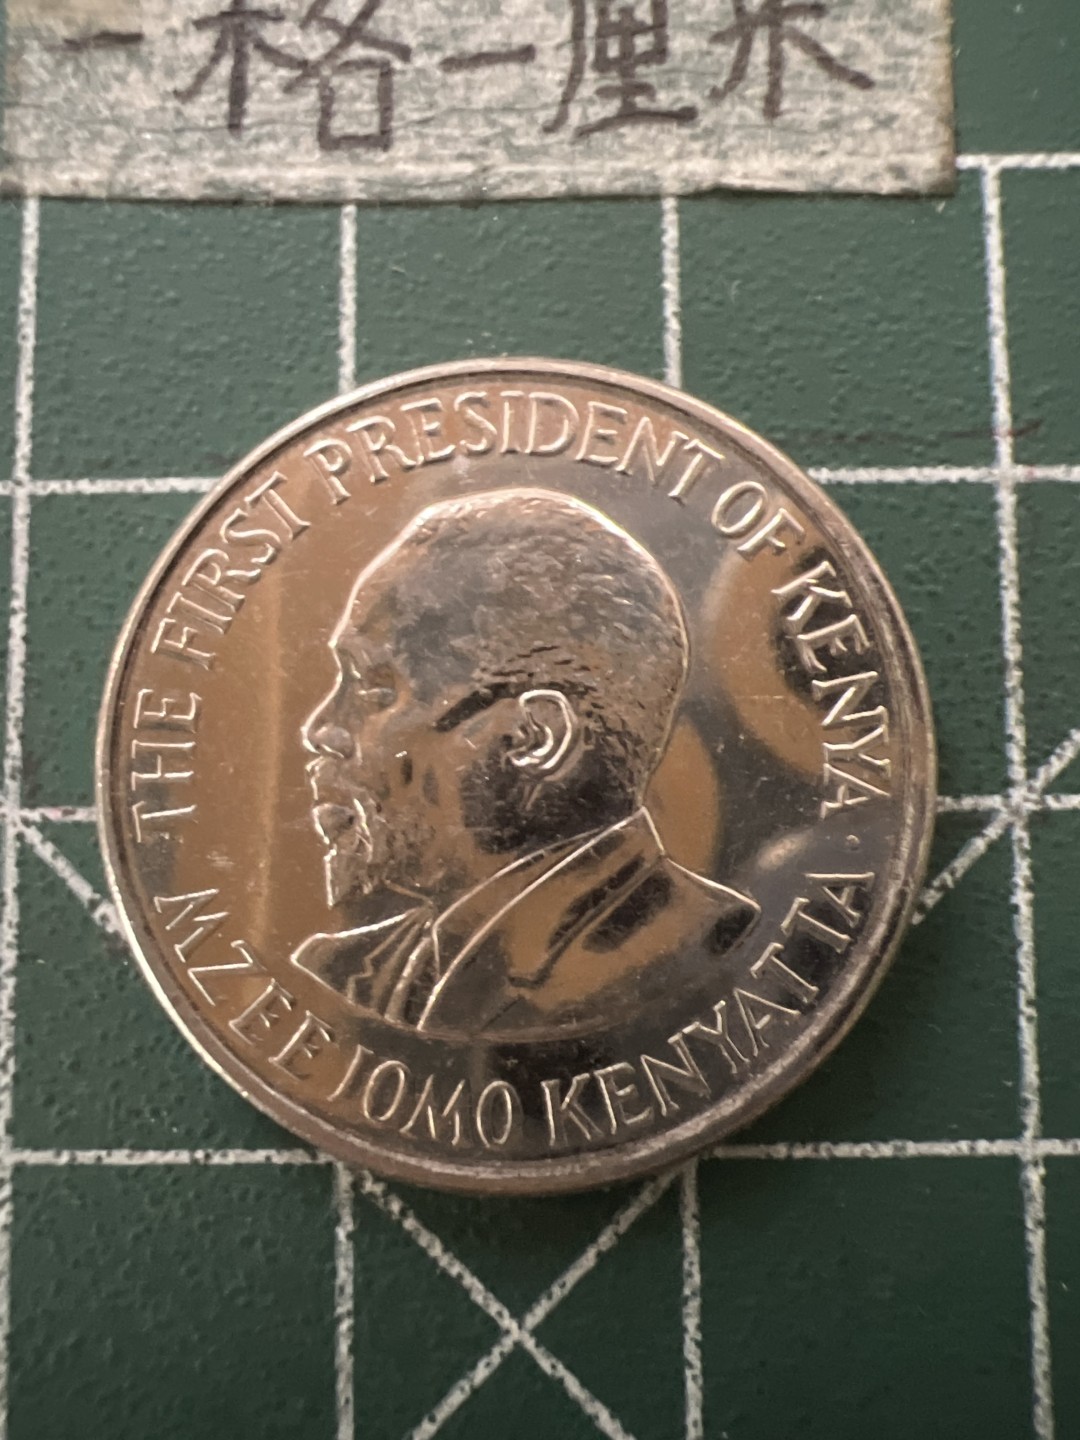 一格一厘米
THE FIRST PRESIDENT OF KENYA ·
MZEE JOMO KENYATTA